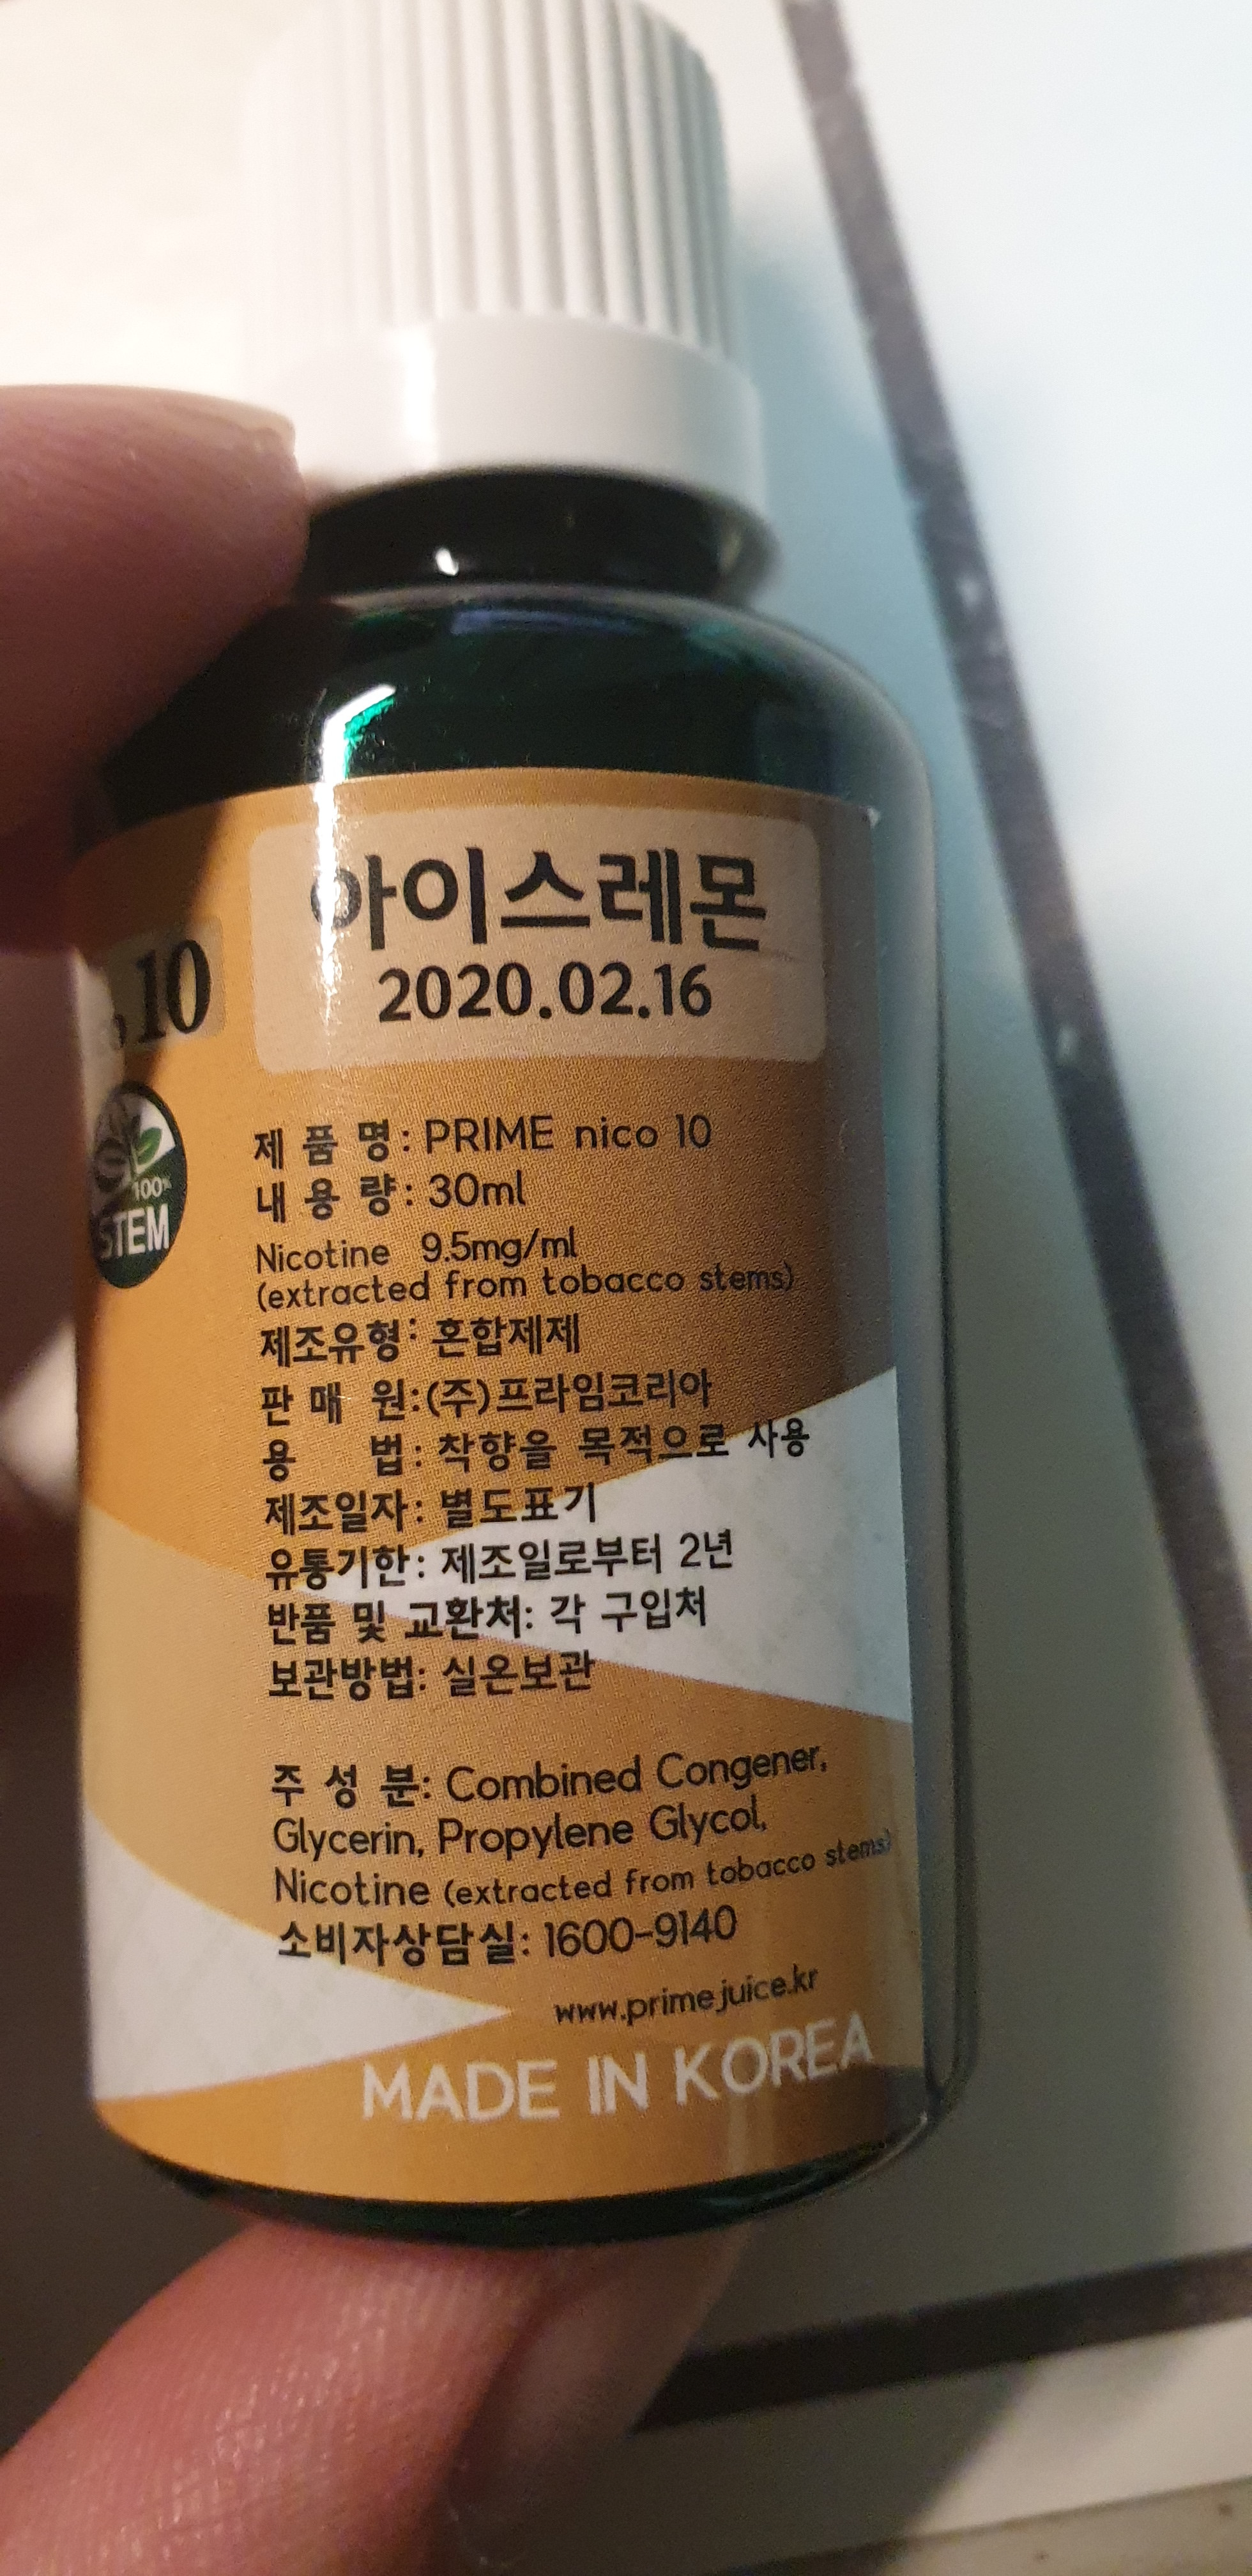 아이스레몬
2020.02.16
10
100%
STEM
제 품 명: PRIME nico 10
내 용 량: 30ml
Nicotine 9.5mg/ml
(extracted from tobacco stems)
제조유형: 혼합제제
판 매 원:(주)프라임코리아
용 법: 착향을 목적으로 사용
제조일자: 별도표기
유통기한: 제조일로부터 2년
반품 및 교환처: 각 구입처
보관방법: 실온보관
주 성 분: Combined Congener,
Glycerin, Propylene Glycol,
Nicotine (extracted from tobacco stems)
소비자상담실: 1600-9140
www.primejuice.kr
MADE IN KOREA